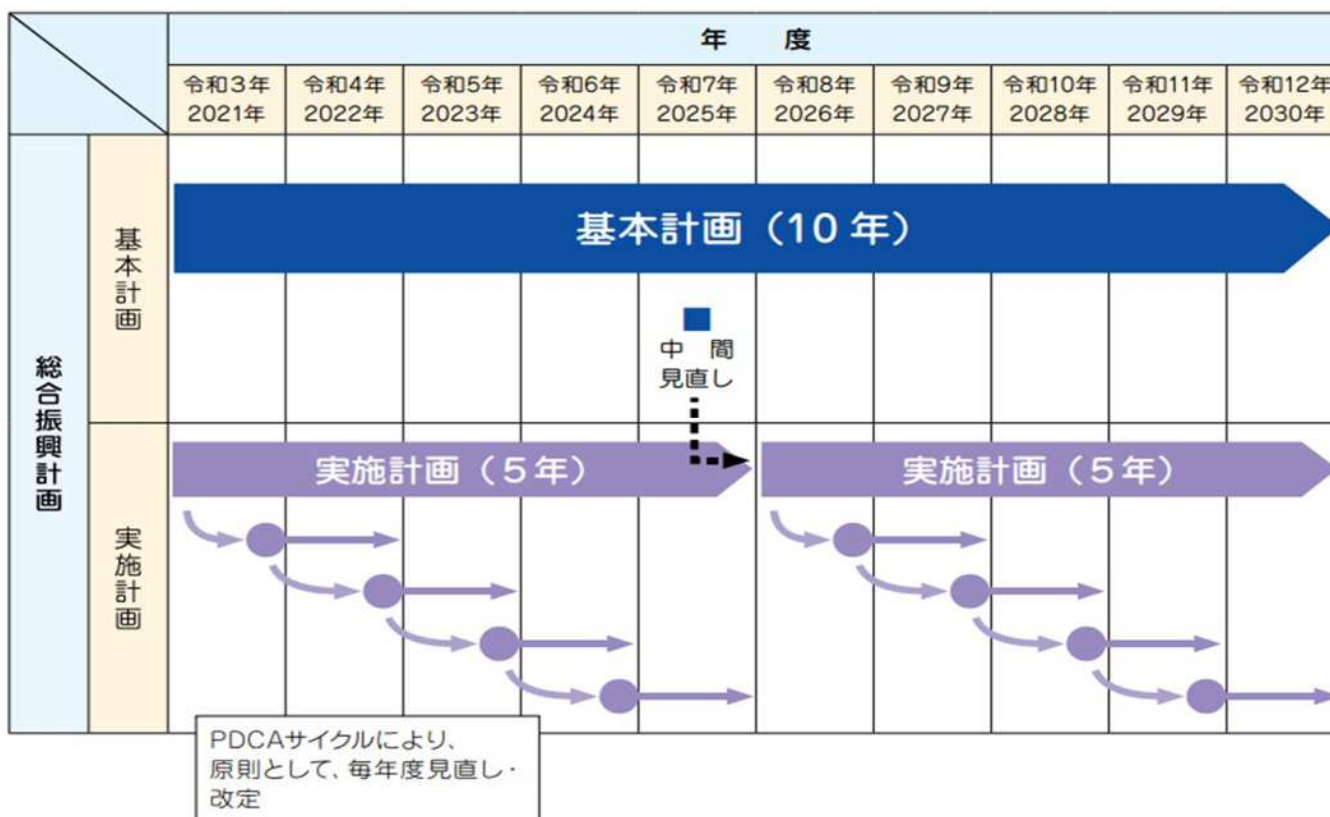 年　　度
令和3年
2021年
令和4年
2022年
令和5年
2023年
令和6年
2024年
令和7年
2025年
令和8年
2026年
令和9年
2027年
令和10年
2028年
令和11年
2029年
令和12年
2030年
総合振興計画
基本計画
基本計画（10 年）
中　間
見直し
実施計画
実施計画（5 年）
実施計画（5 年）
PDCAサイクルにより、
原則として、毎年度見直し・
改定